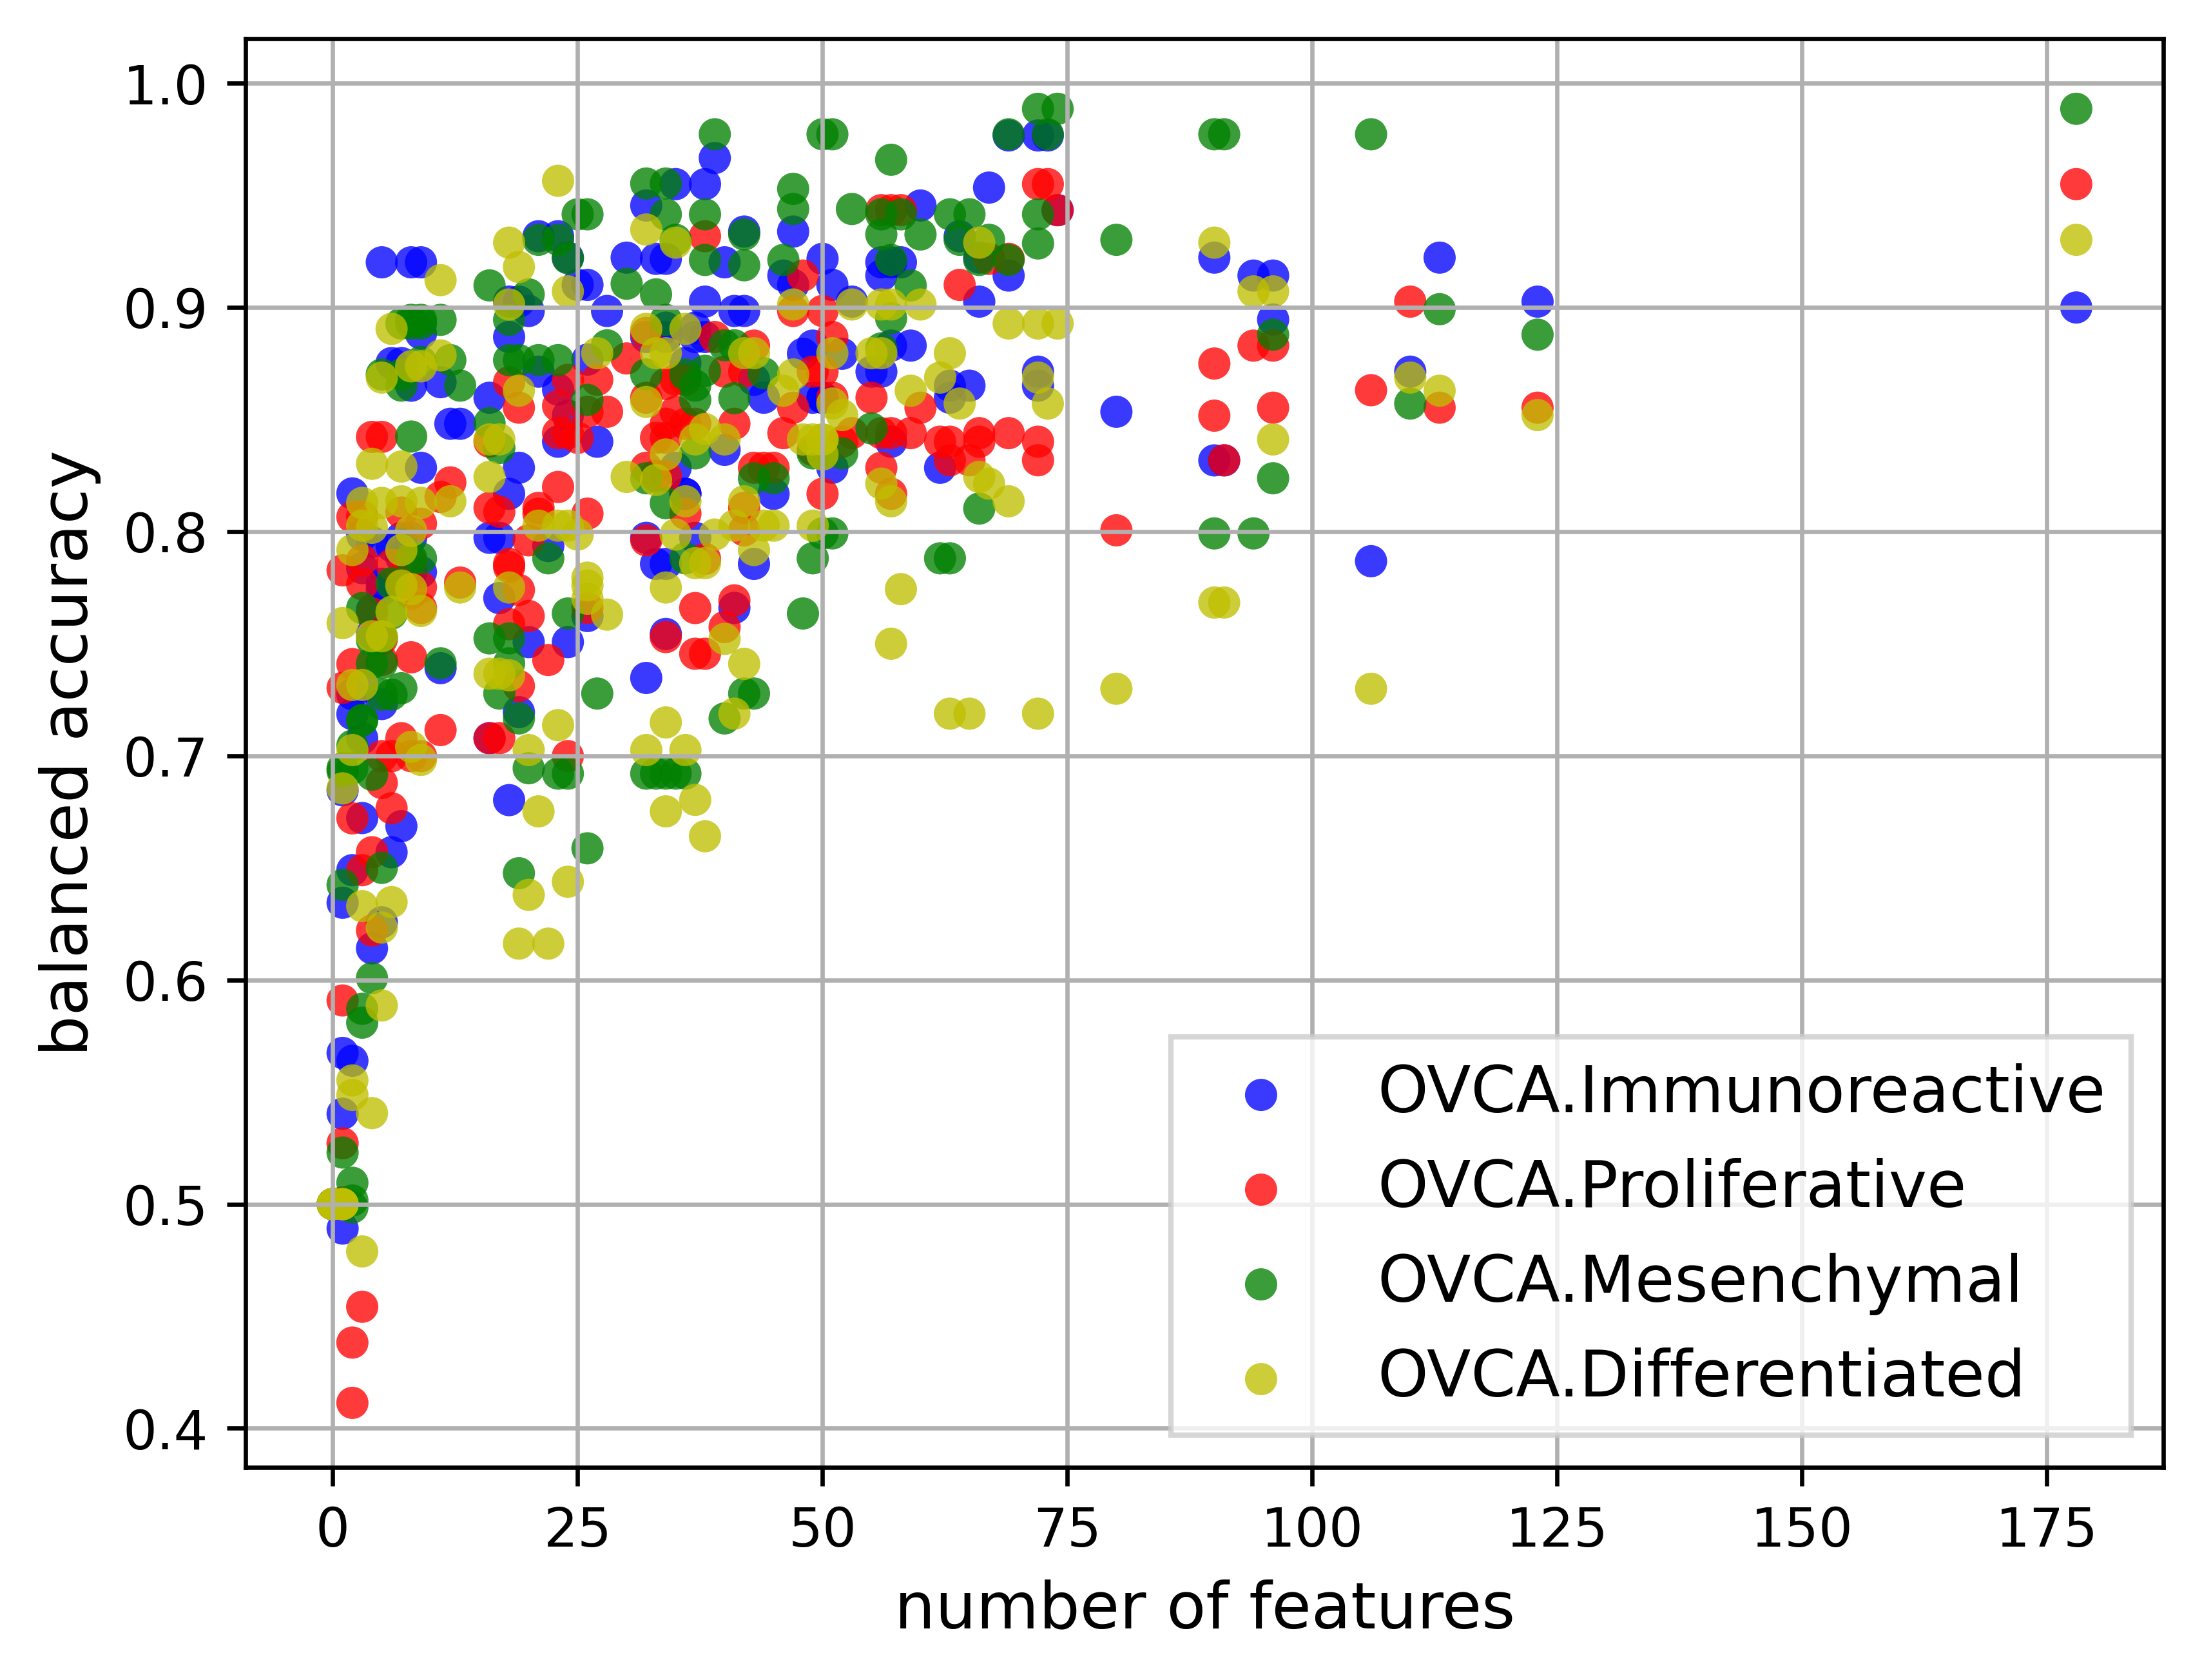 1.0
0.9
0.8
0.7
0.6
0.5
0.4
balanced accuracy
OVCA.Immunoreactive
OVCA.Proliferative
OVCA.Mesenchymal
OVCA.Differentiated
0 25 50 75 100 125 150 175
number of features